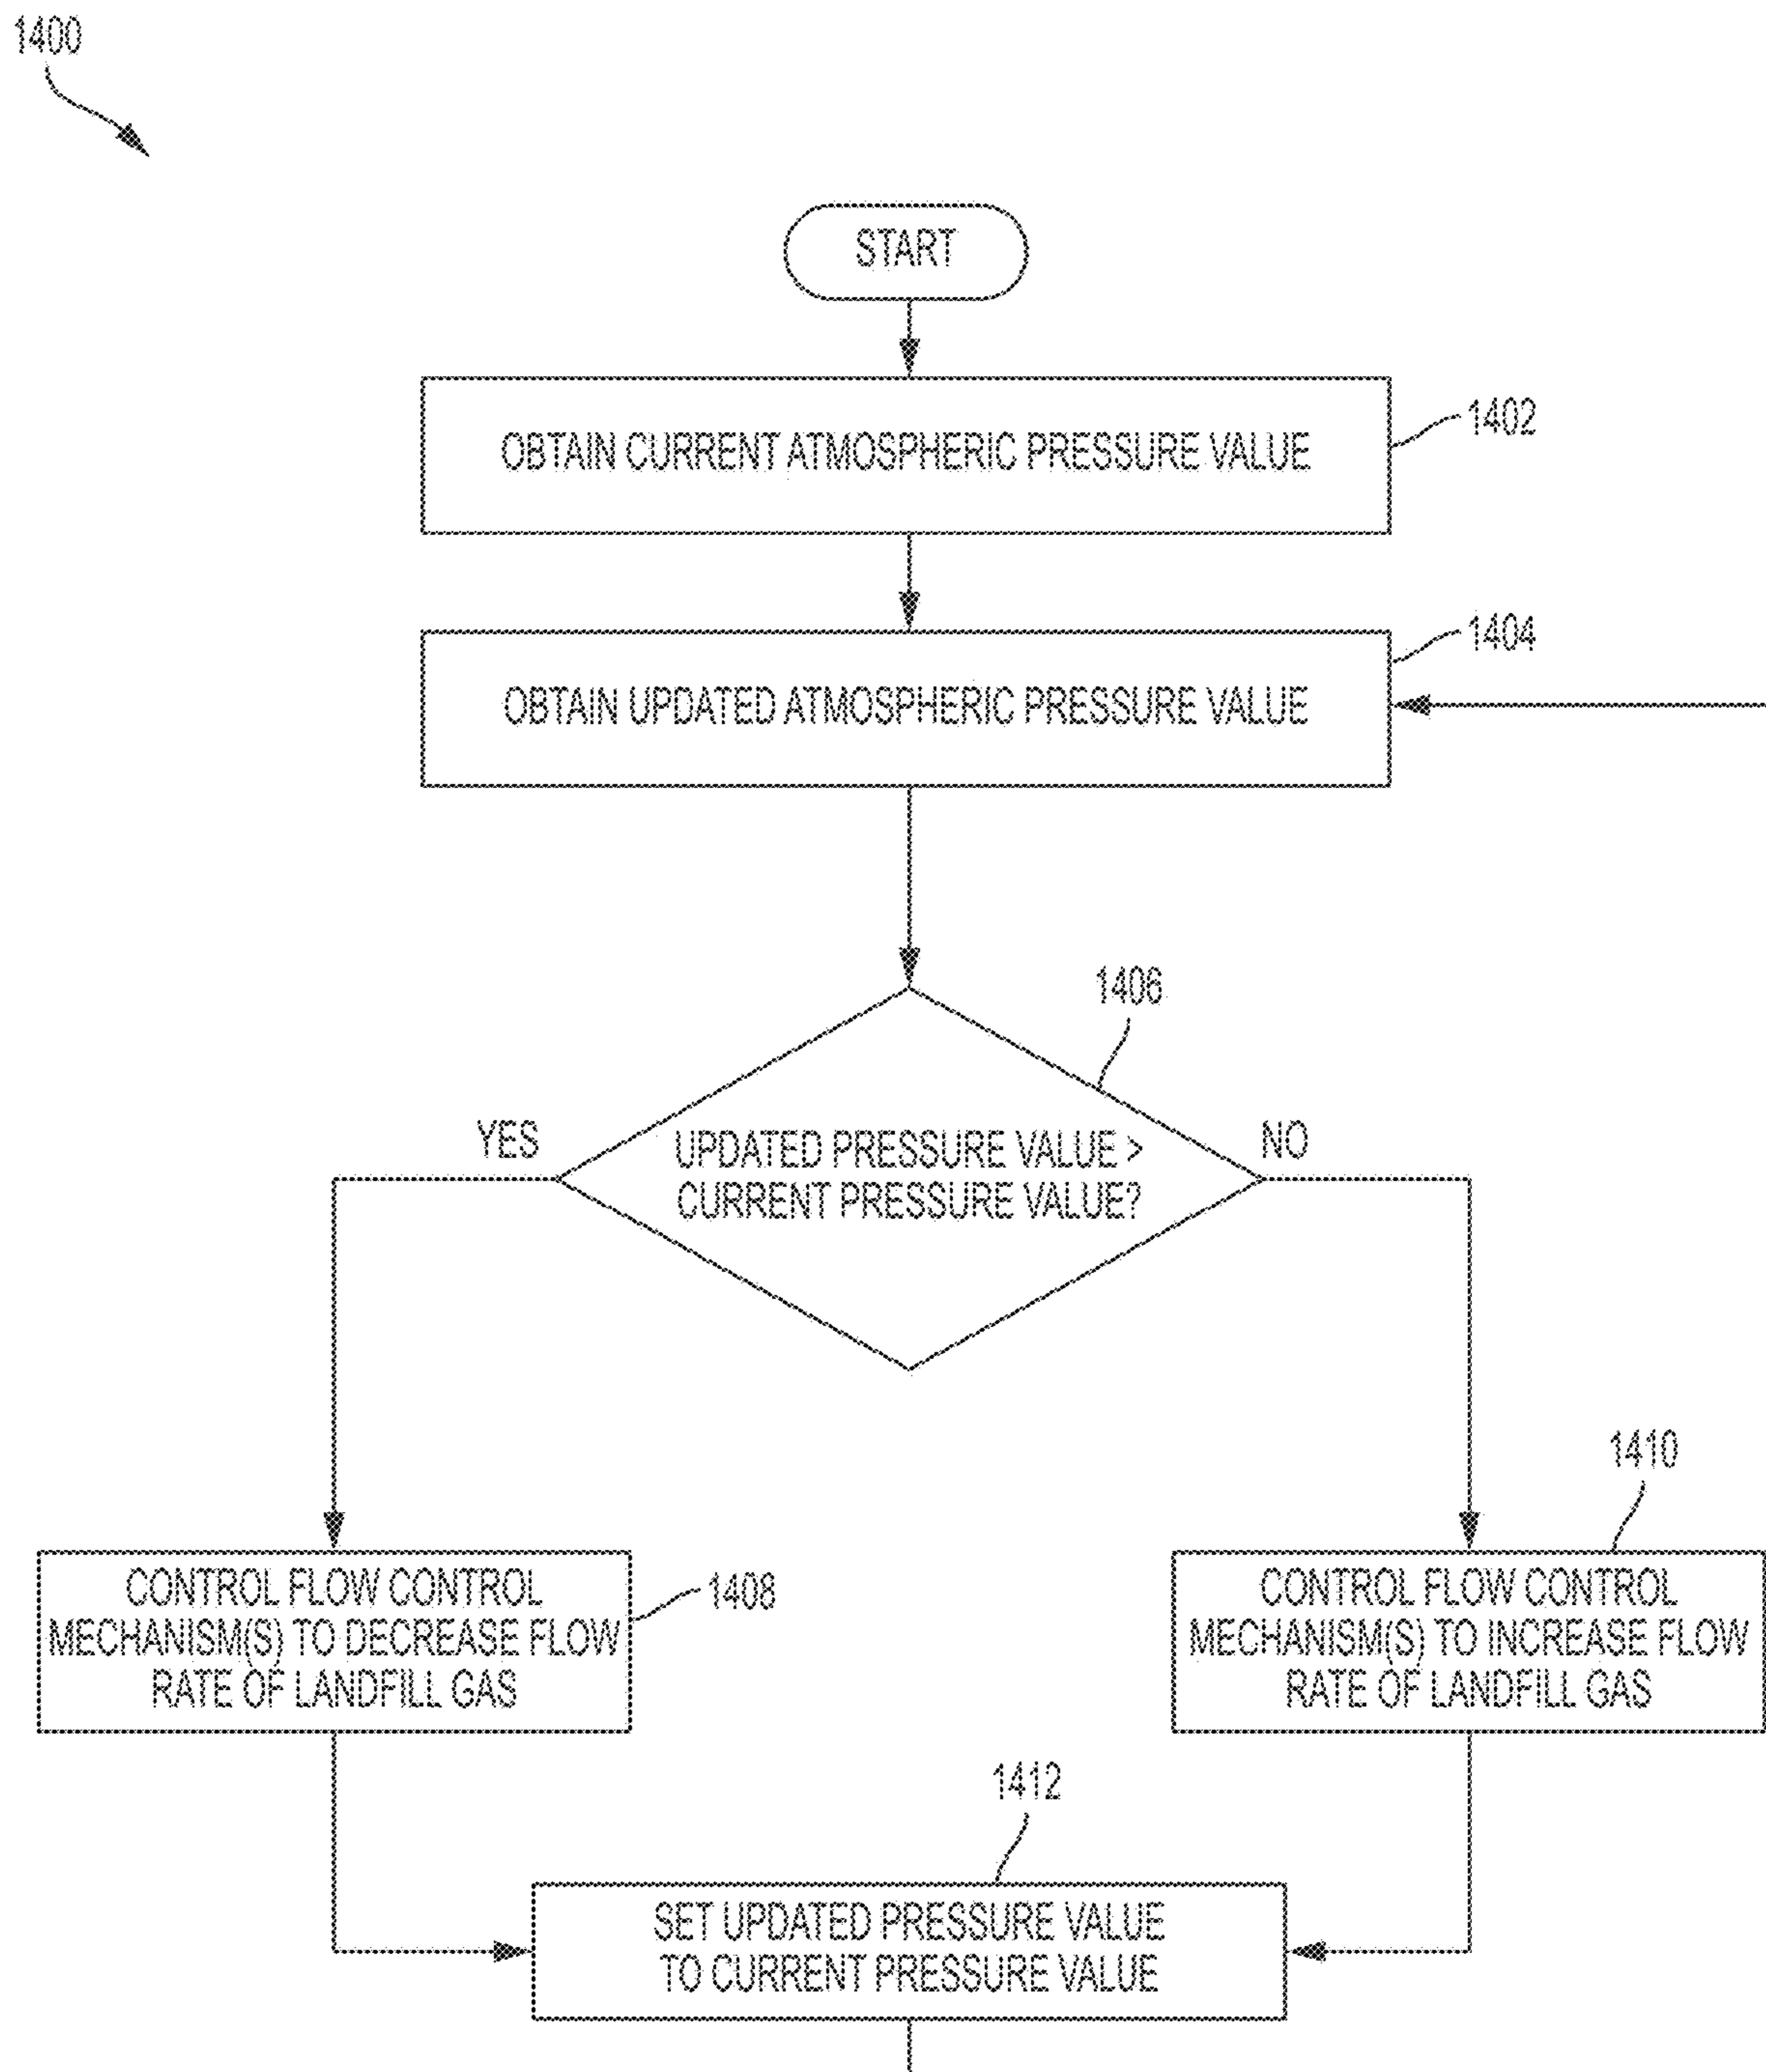 1400
START
OBTAIN CURRENT ATMOSPHERIC PRESSURE VALUE
1402
OBTAIN UPDATED ATMOSPHERIC PRESSURE VALUE
1404
1406
YES
UPDATED PRESSURE VALUE >
CURRENT PRESSURE VALUE?
NO
CONTROL FLOW CONTROL
MECHANISM(S) TO DECREASE FLOW
RATE OF LANDFILL GAS
1408
1410
CONTROL FLOW CONTROL
MECHANISM(S) TO INCREASE FLOW
RATE OF LANDFILL GAS
1412
SET UPDATED PRESSURE VALUE
TO CURRENT PRESSURE VALUE